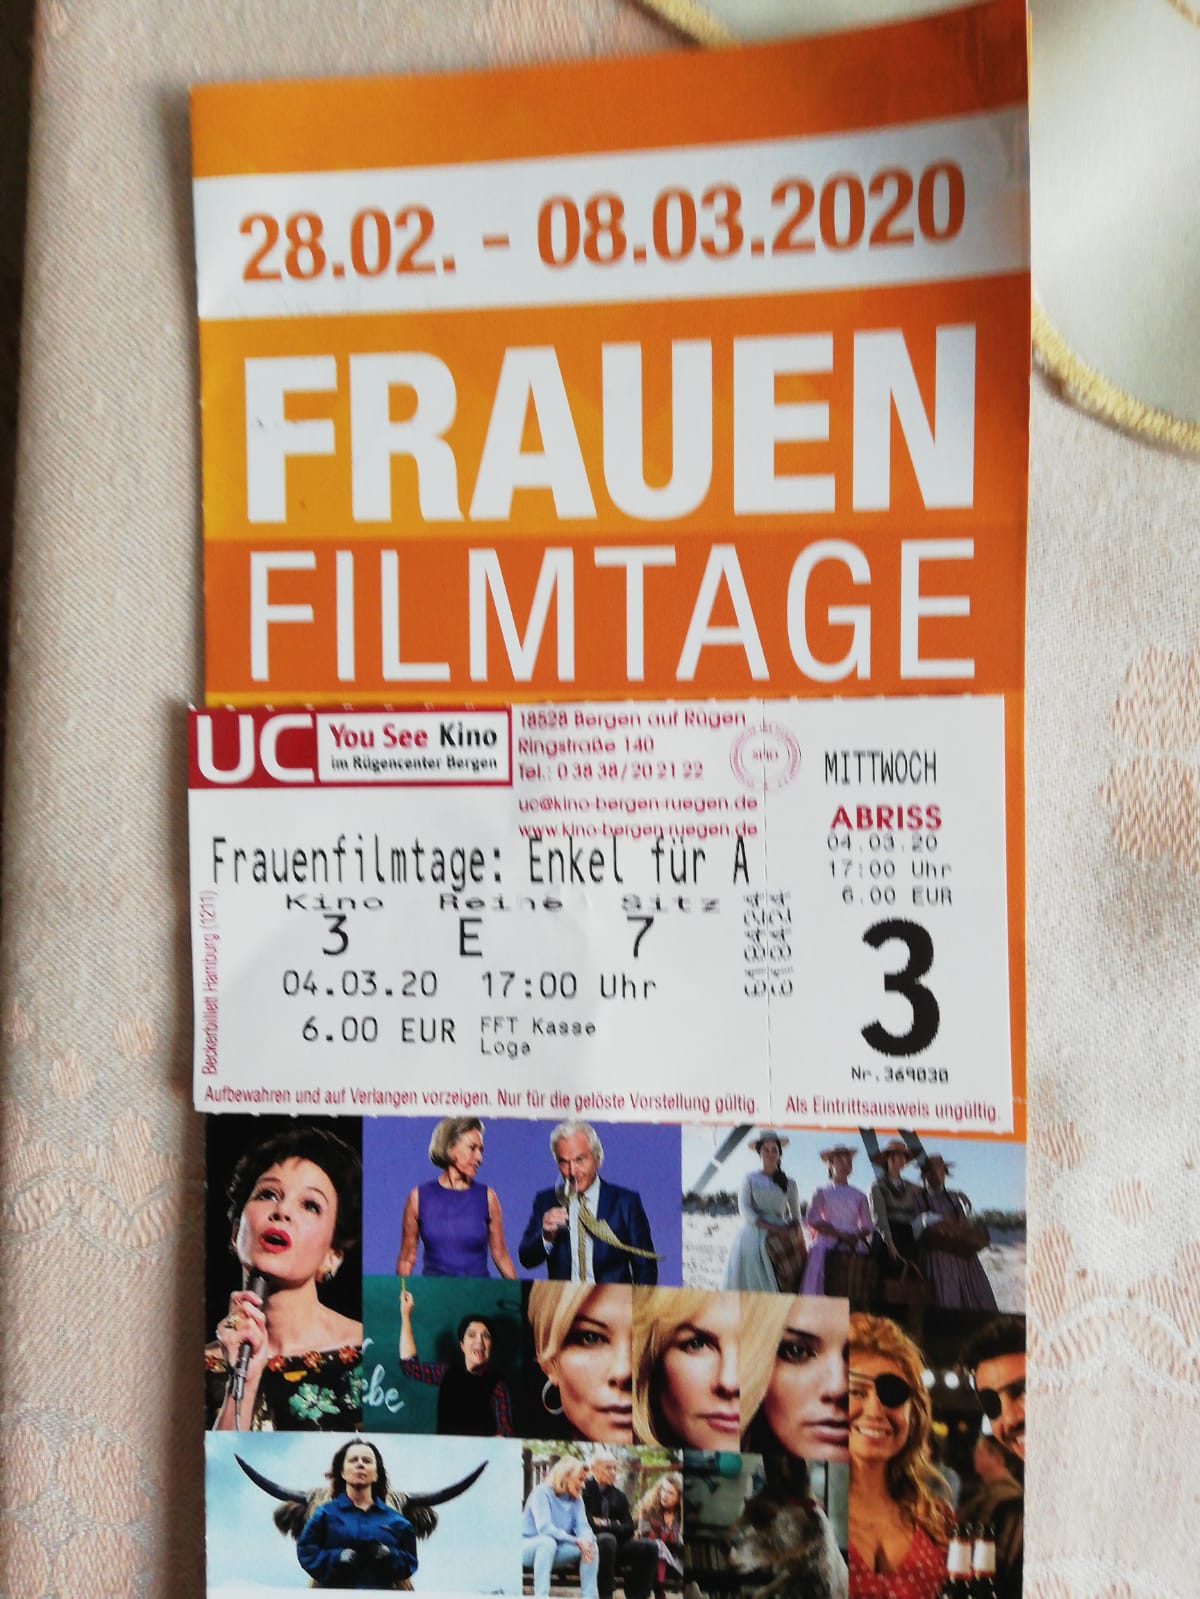 28.02. - 08.03.2020
FRAUEN
FILMTAGE
UC You See Kino
im Rügencenter Bergen
18528 Bergen auf Rügen
Ringstraße 140
Tel.: 0 38 38/20 21 22
uc@kino-bergen-ruegen.de
www.kino-bergen-ruegen.de
Frauenfilmtage: Enkel für A
Kino Reihe Sitz
3 E 7
04.03.20 17:00 Uhr
6.00 EUR FFT Kasse
Loge
Beckerbillett Hamburg (1211)
Aufbewahren und auf Verlangen vorzeigen. Nur für die gelöste Vorstellung gültig.
MITTWOCH
ABRISS
04.03.20
17:00 Uhr
6.00 EUR
3
Nr.369030
Als Eintrittsausweis ungültig.